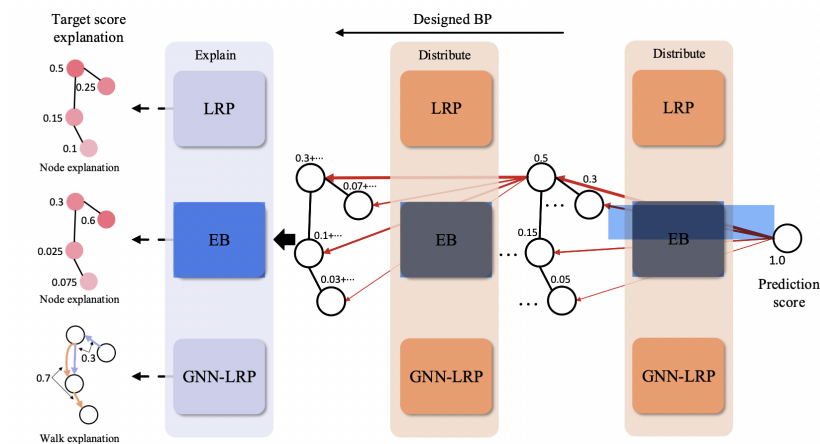 Target score
explanation
Designed BP
Explain
Distribute
Distribute
0.5
0.25
0.15
0.1
Node explanation
LRP
LRP
LRP
0.3+···
0.07+···
0.1+···
0.03+···
0.5
0.3
···
0.15
···
0.05
···
0.3
0.6
0.025
0.075
Node explanation
EB
EB
EB
1.0
Prediction
score
0.3
0.7
Walk explanation
GNN-LRP
GNN-LRP
GNN-LRP